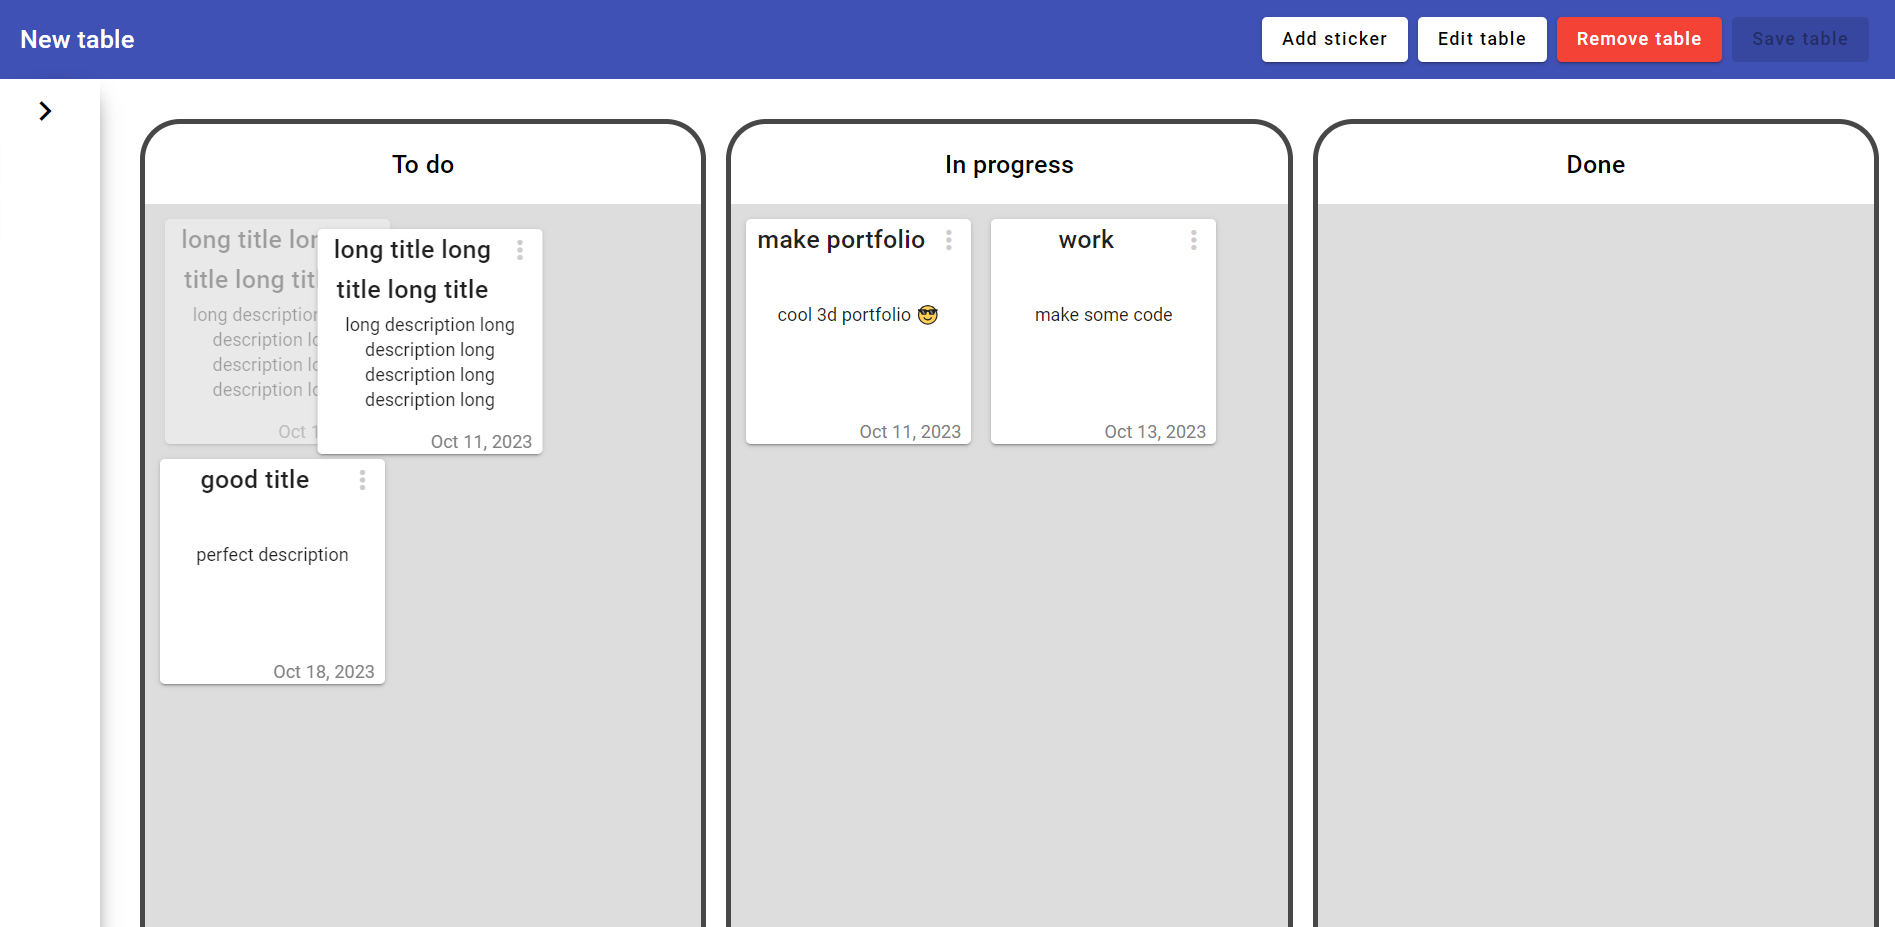 New table
Add sticker
Edit table
Remove table
Save table
To do
long title lor
title long tit
long description
description lo
description lo
description lo
Oct 1
long title long
title long title
long description long
description long
description long
description long
Oct 11, 2023
good title
perfect description
Oct 18, 2023
In progress
make portfolio
cool 3d portfolio 😎
Oct 11, 2023
work
make some code
Oct 13, 2023
Done